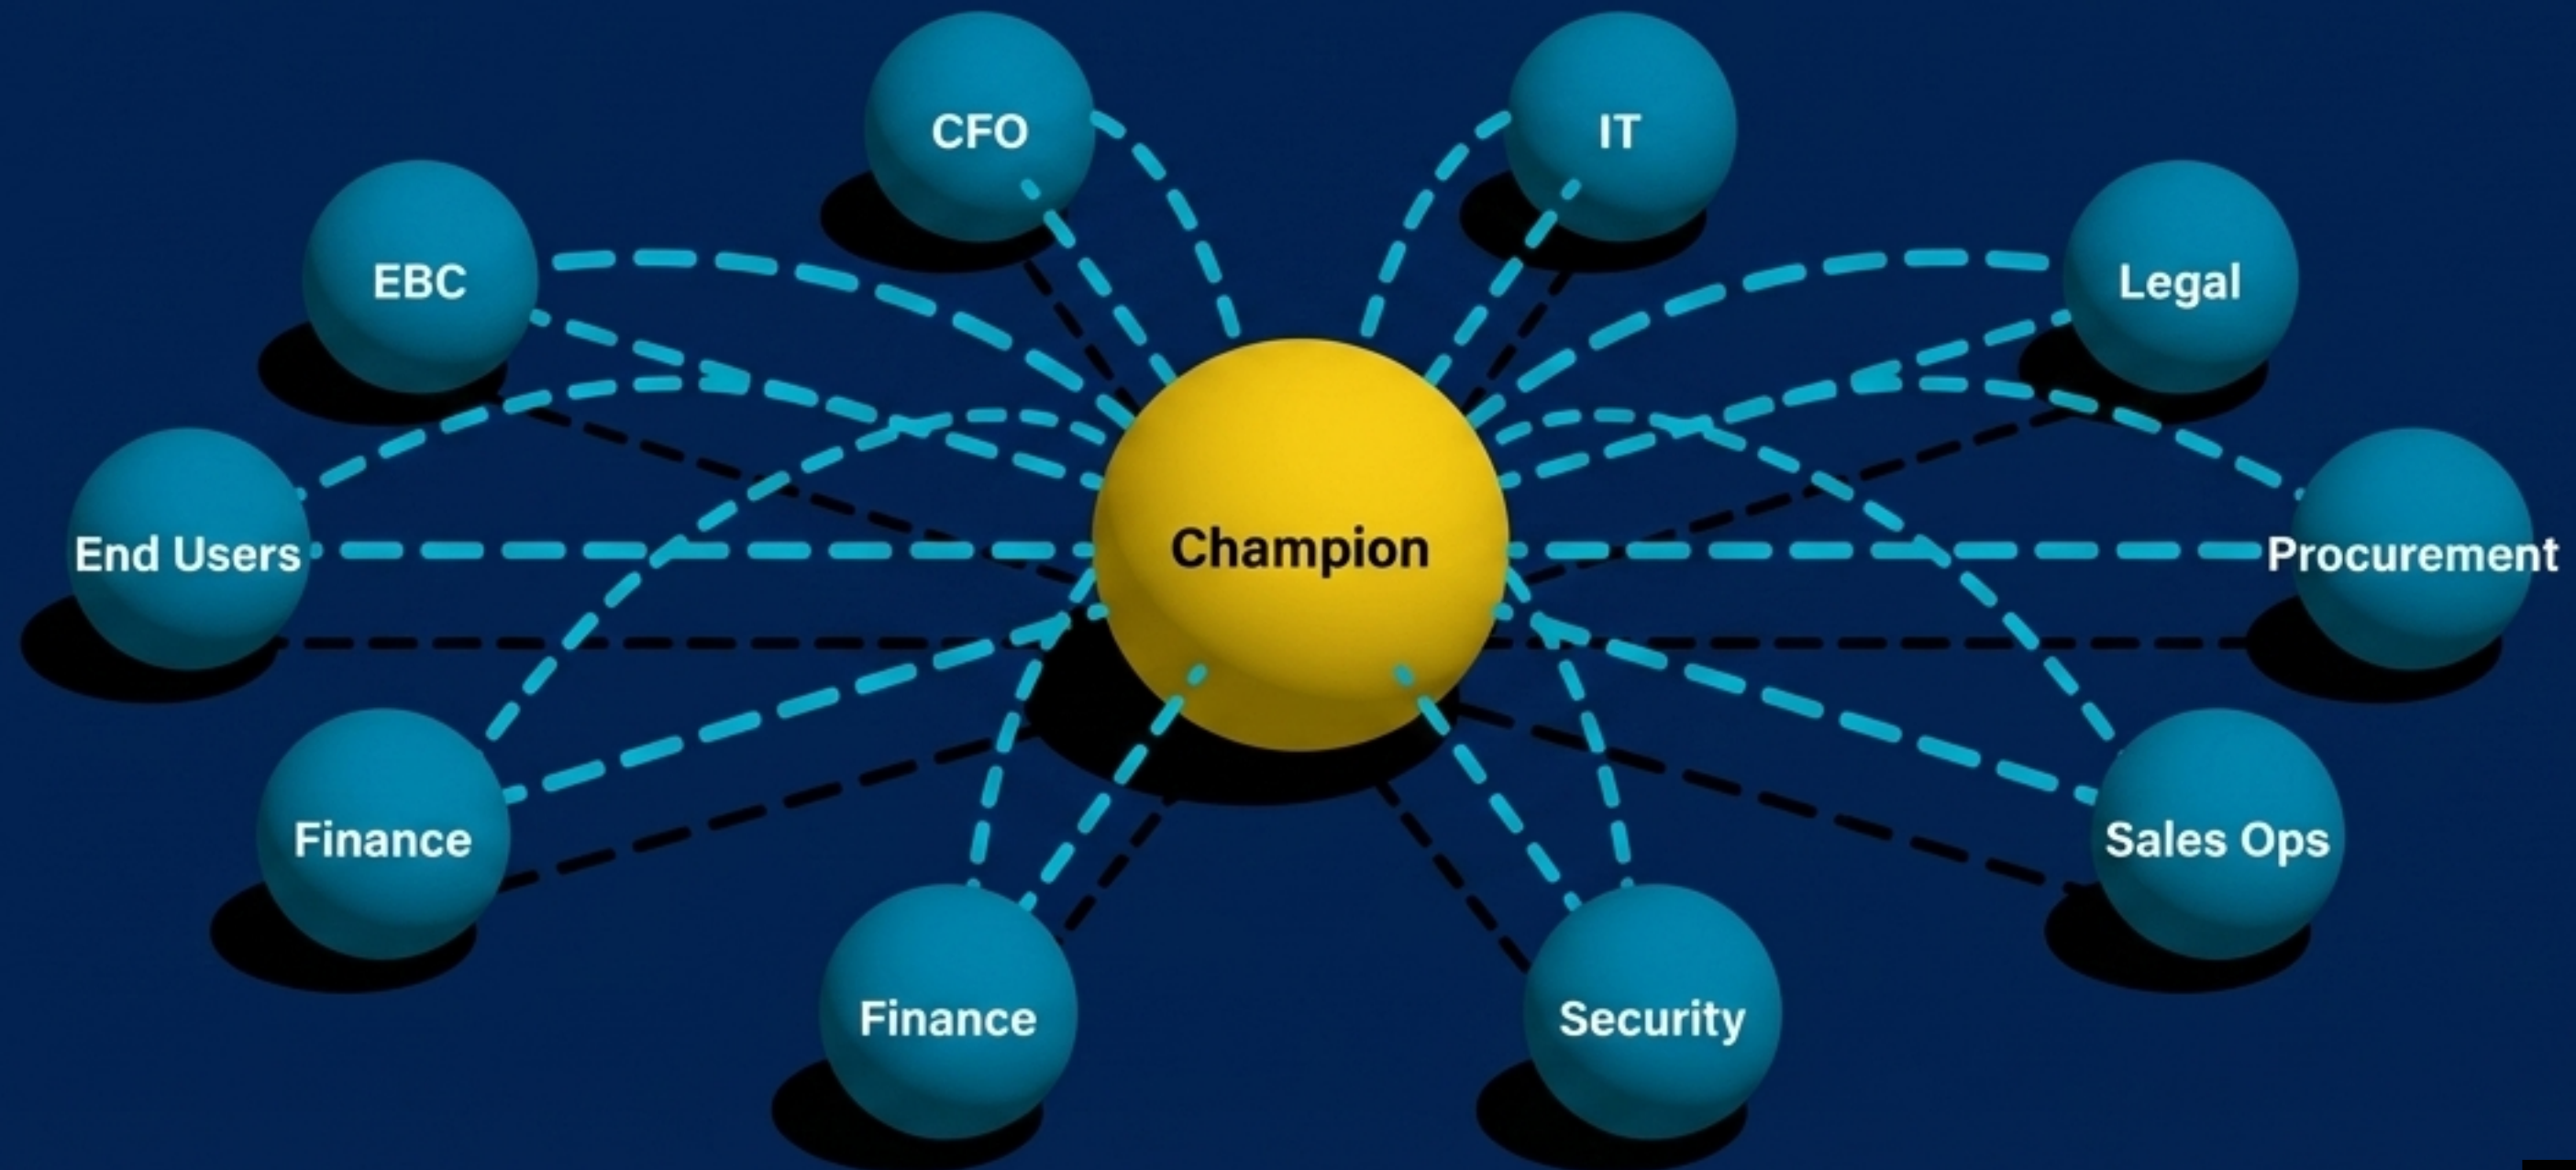 CFO
IT
EBC
Legal
End Users
Champion
Procurement
Finance
Sales Ops
Finance
Security